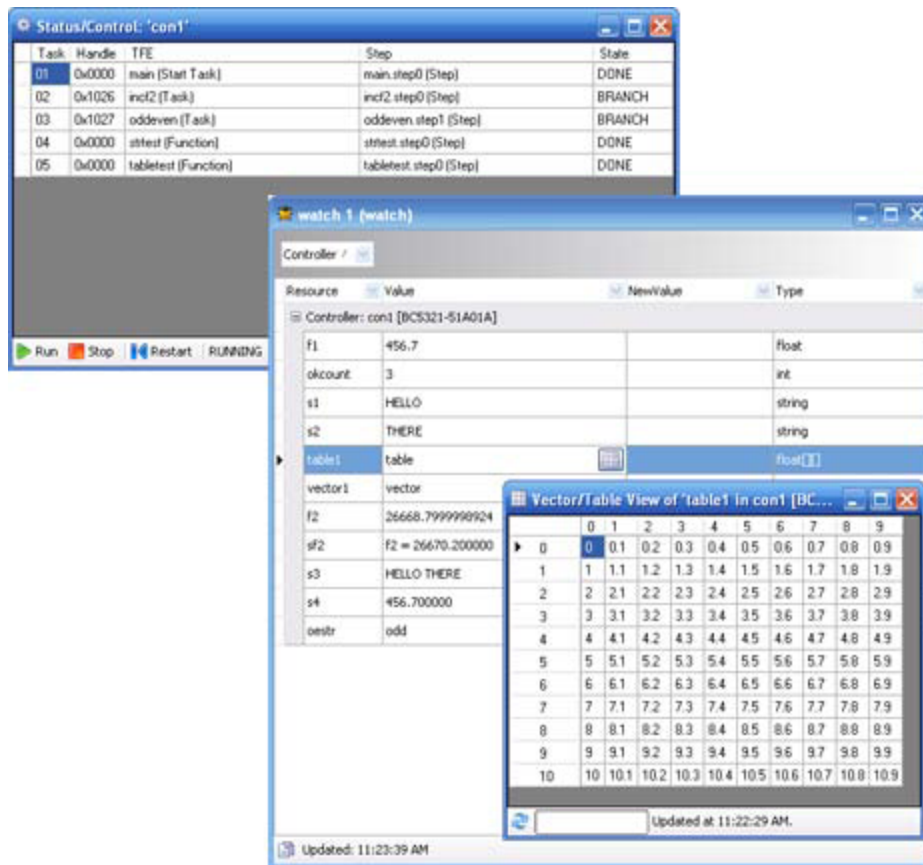 Status/Control: 'con1'
Task Handle TFE Step State
01 0x0000 main (Start Task) main.step0 (Step) DONE
02 0x1026 incf2 (Task) incf2.step0 (Step) BRANCH
03 0x1027 oddeven (Task) oddeven.step1 (Step) BRANCH
04 0x0000 strtest (Function) strtest.step0 (Step) DONE
05 0x0000 tabletest (Function) tabletest.step0 (Step) DONE
Run Stop Restart RUNNING
watch 1 (watch)
Controller /
Resource Value NewValue Type
Controller: con1 [BC5321-51A01A]
f1 456.7 float
okcount 3 int
s1 HELLO string
s2 THERE string
table1 table float[][]
vector1 vector
f2 26668.7999998924
sf2 f2 = 26670.200000
s3 HELLO THERE
s4 456.700000
oestr odd
Updated: 11:23:39 AM
Vector/Table View of 'table1 in con1 [BC...
0 1 2 3 4 5 6 7 8 9
0 0 0.1 0.2 0.3 0.4 0.5 0.6 0.7 0.8 0.9
1 1 1.1 1.2 1.3 1.4 1.5 1.6 1.7 1.8 1.9
2 2 2.1 2.2 2.3 2.4 2.5 2.6 2.7 2.8 2.9
3 3 3.1 3.2 3.3 3.4 3.5 3.6 3.7 3.8 3.9
4 4 4.1 4.2 4.3 4.4 4.5 4.6 4.7 4.8 4.9
5 5 5.1 5.2 5.3 5.4 5.5 5.6 5.7 5.8 5.9
6 6 6.1 6.2 6.3 6.4 6.5 6.6 6.7 6.8 6.9
7 7 7.1 7.2 7.3 7.4 7.5 7.6 7.7 7.8 7.9
8 8 8.1 8.2 8.3 8.4 8.5 8.6 8.7 8.8 8.9
9 9 9.1 9.2 9.3 9.4 9.5 9.6 9.7 9.8 9.9
10 10 10.1 10.2 10.3 10.4 10.5 10.6 10.7 10.8 10.9
Updated at 11:22:29 AM.